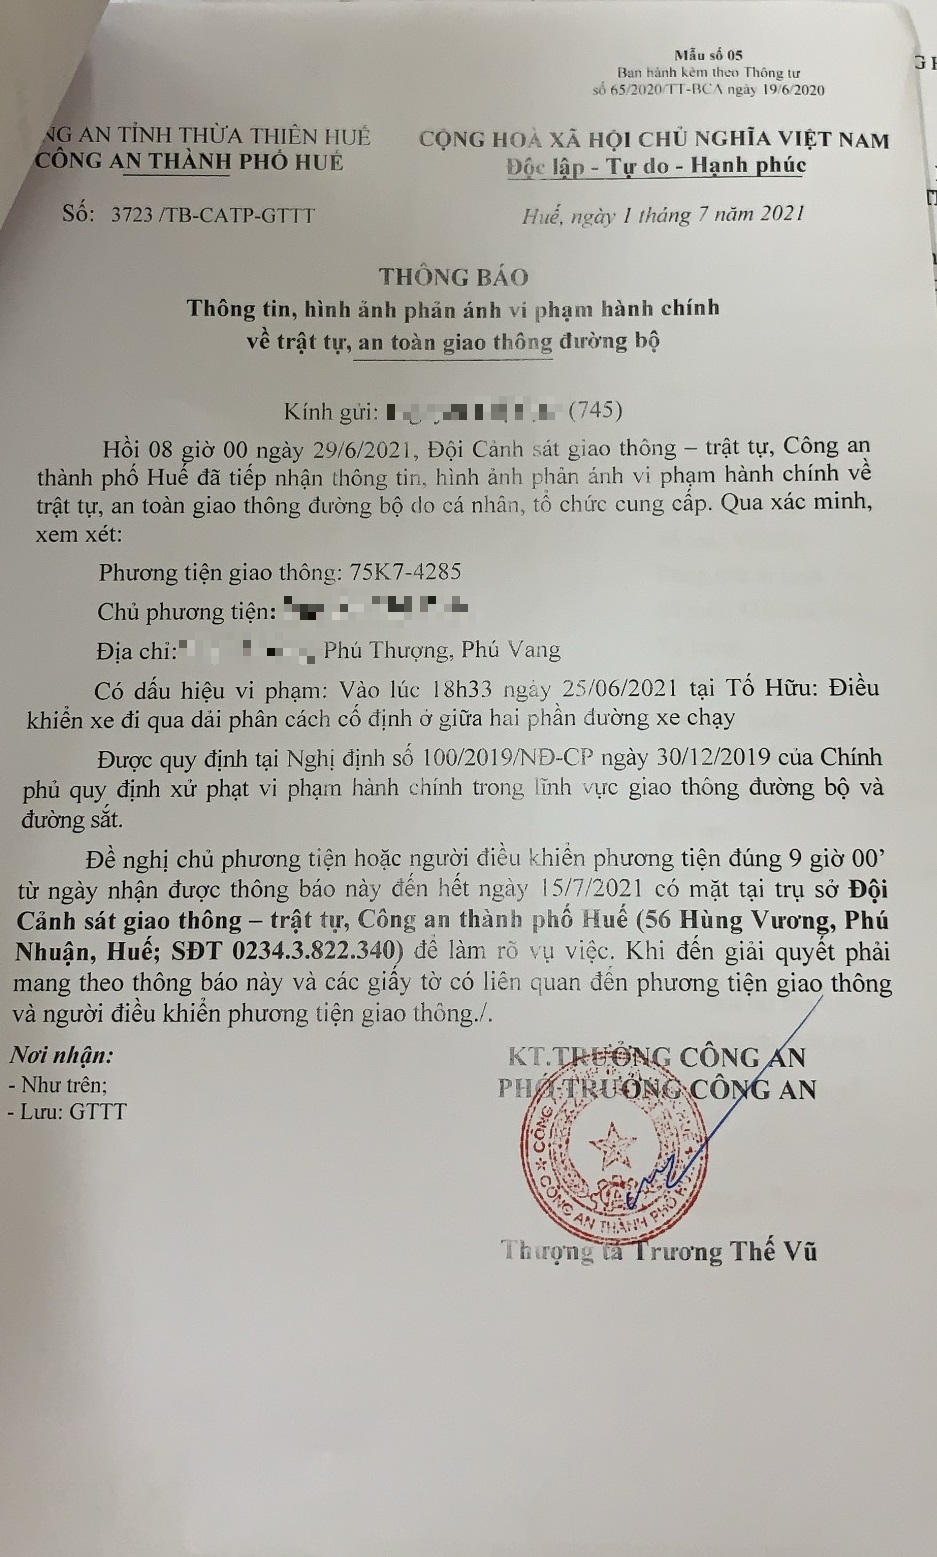 Mẫu số 05
Ban hành kèm theo Thông tư
số 65/2020/TT-BCA ngày 19/6/2020
NG AN TỈNH THỪA THIÊN HUẾ
CÔNG AN THÀNH PHỐ HUẾ
CỘNG HOÀ XÃ HỘI CHỦ NGHĨA VIỆT NAM
Độc lập - Tự do - Hạnh phúc
Số: 3723 /TB-CATP-GTTT
Huế, ngày 1 tháng 7 năm 2021
THÔNG BÁO
Thông tin, hình ảnh phản ánh vi phạm hành chính
về trật tự, an toàn giao thông đường bộ
Kính gửi: (745)
Hồi 08 giờ 00 ngày 29/6/2021, Đội Cảnh sát giao thông – trật tự, Công an
thành phố Huế đã tiếp nhận thông tin, hình ảnh phản ánh vi phạm hành chính về
trật tự, an toàn giao thông đường bộ do cá nhân, tổ chức cung cấp. Qua xác minh,
xem xét:
Phương tiện giao thông: 75K7-4285
Chủ phương tiện:
Địa chỉ: , Phú Thượng, Phú Vang
Có dấu hiệu vi phạm: Vào lúc 18h33 ngày 25/06/2021 tại Tố Hữu: Điều
khiển xe đi qua dải phân cách cố định ở giữa hai phần đường xe chạy
Được quy định tại Nghị định số 100/2019/NĐ-CP ngày 30/12/2019 của Chính
phủ quy định xử phạt vi phạm hành chính trong lĩnh vực giao thông đường bộ và
đường sắt.
Đề nghị chủ phương tiện hoặc người điều khiển phương tiện đúng 9 giờ 00’
từ ngày nhận được thông báo này đến hết ngày 15/7/2021 có mặt tại trụ sở Đội
Cảnh sát giao thông – trật tự, Công an thành phố Huế (56 Hùng Vương, Phú
Nhuận, Huế; SĐT 0234.3.822.340) để làm rõ vụ việc. Khi đến giải quyết phải
mang theo thông báo này và các giấy tờ có liên quan đến phương tiện giao thông
và người điều khiển phương tiện giao thông./.
Nơi nhận:
- Như trên;
- Lưu: GTTT
KT.TRƯỞNG CÔNG AN
PHÓ TRƯỞNG CÔNG AN
CÔNG AN THÀNH PHỐ
Thượng tá Trương Thế Vũ